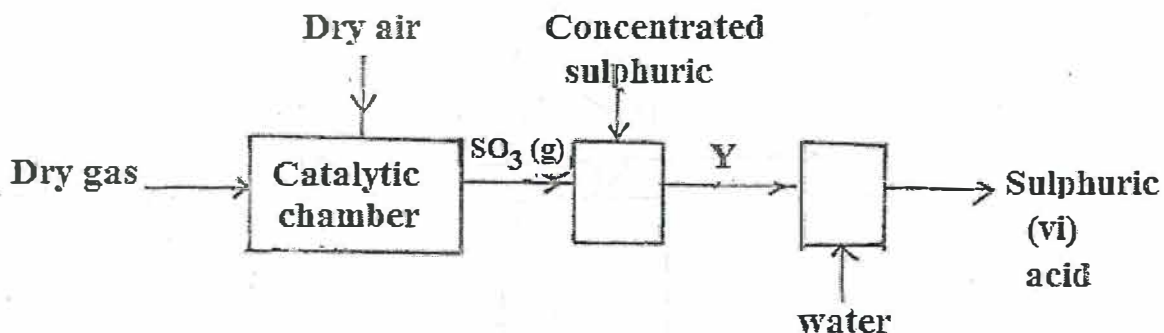 Dry air
Concentrated
sulphuric
Dry gas
Catalytic
chamber
SO3 (g)
Y
Sulphuric
(vi)
acid
water